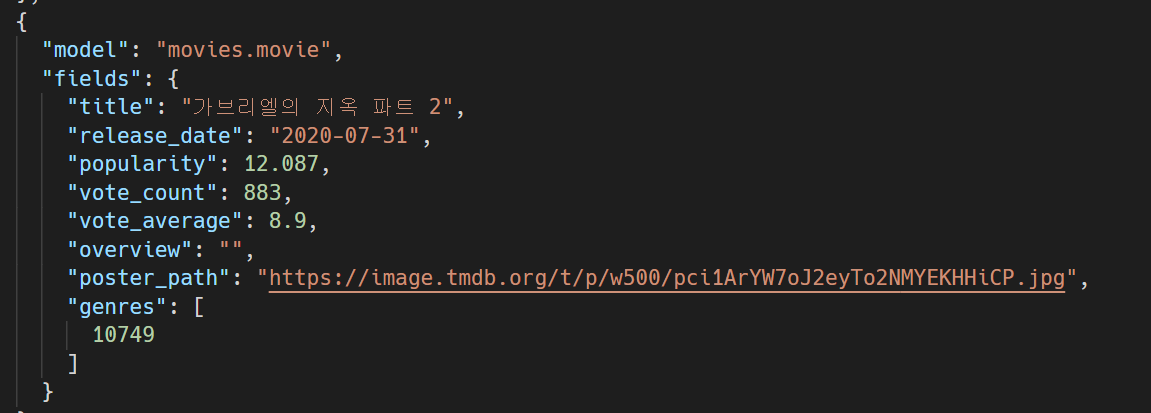 {
"model": "movies.movie",
"fields": {
"title": "가브리엘의 지옥 파트 2",
"release_date": "2020-07-31",
"popularity": 12.087,
"vote_count": 883,
"vote_average": 8.9,
"overview": "",
"poster_path": "https://image.tmdb.org/t/p/w500/pci1ArYW7oJ2eyTo2NMYEKHHiCP.jpg",
"genres": [
10749
]
}